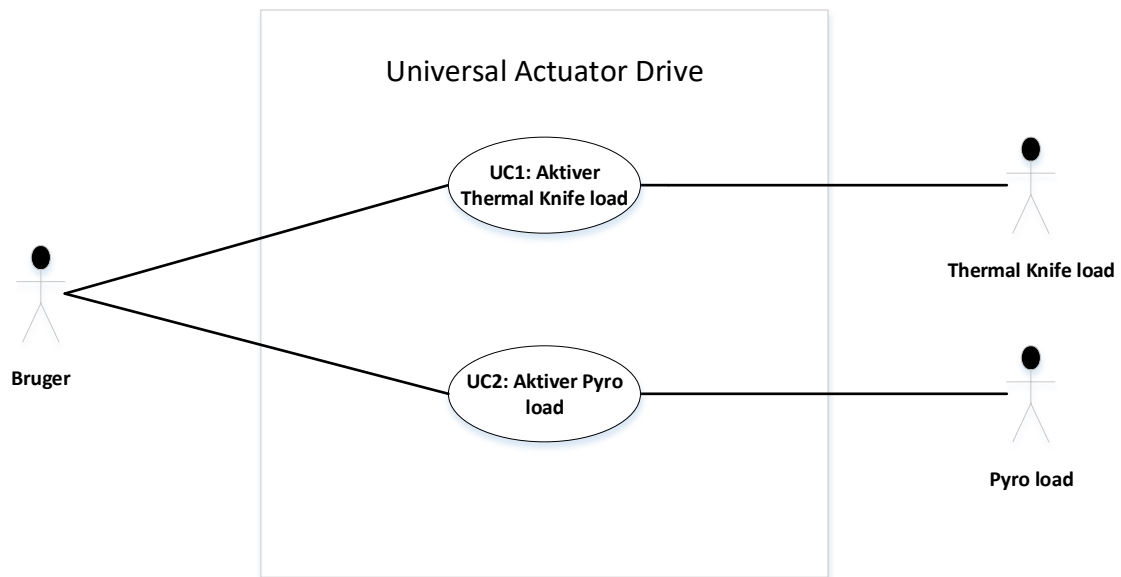 Universal Actuator Drive
UC1: Aktiver
Thermal Knife load
Thermal Knife load
Bruger
UC2: Aktiver Pyro
load
Pyro load